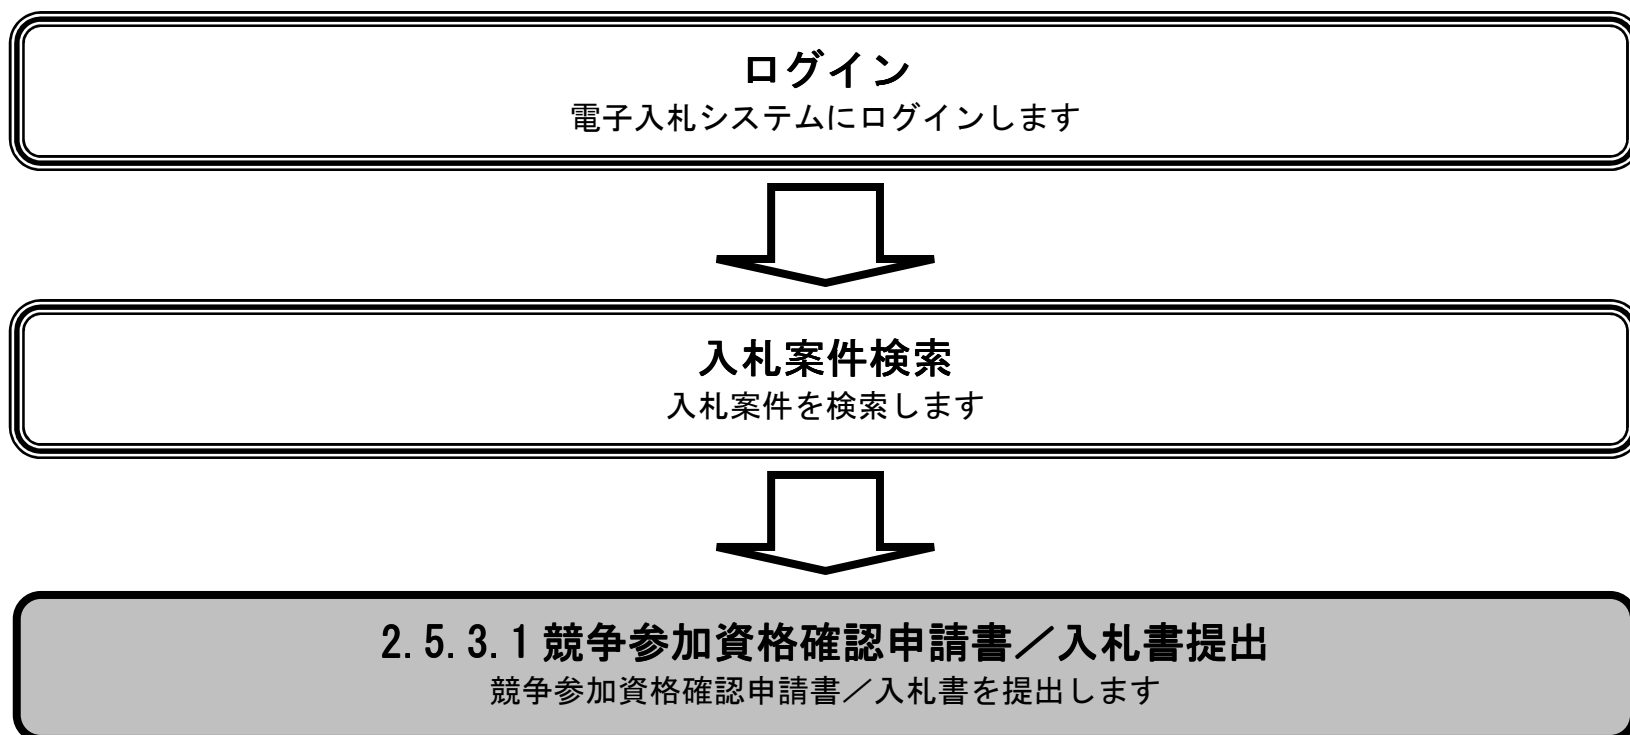 ログイン
電子入札システムにログインします
入札案件検索
入札案件を検索します
2.5.3.1競争参加資格確認申請書／入札書提出
競争参加資格確認申請書／入札書を提出します